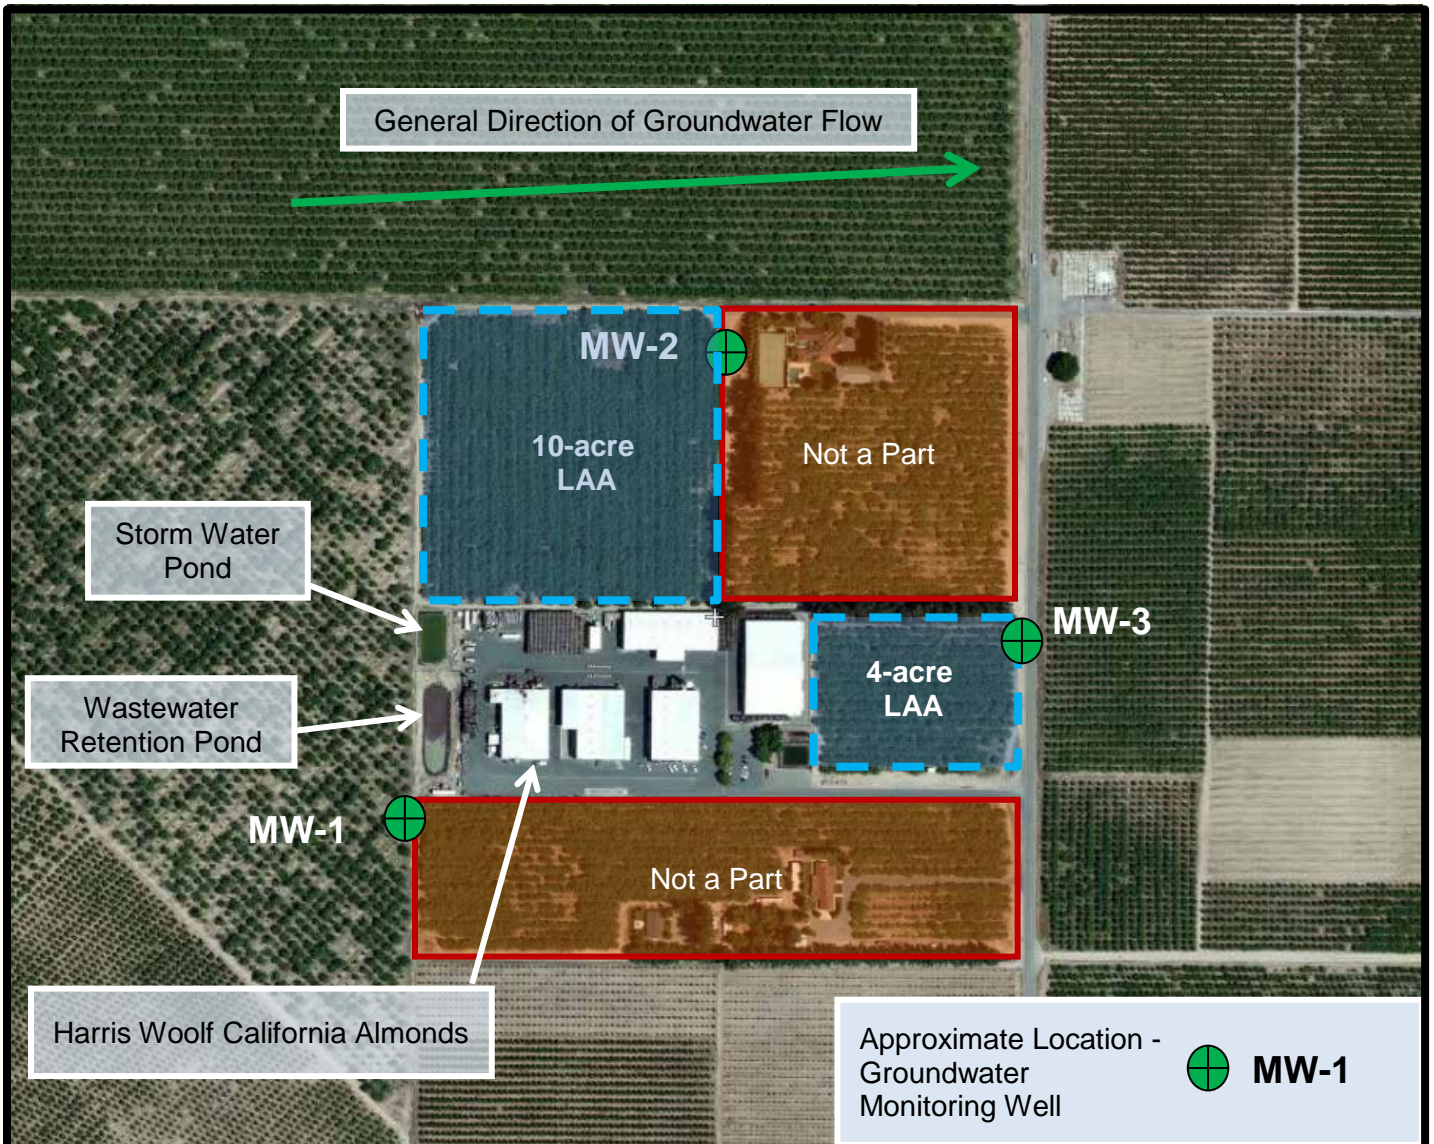 General Direction of Groundwater Flow
MW-2
10-acre
LAA
Not a Part
Storm Water
Pond
MW-3
4-acre
LAA
Wastewater
Retention Pond
MW-1
Not a Part
Harris Woolf California Almonds
Approximate Location -
Groundwater
Monitoring Well
MW-1